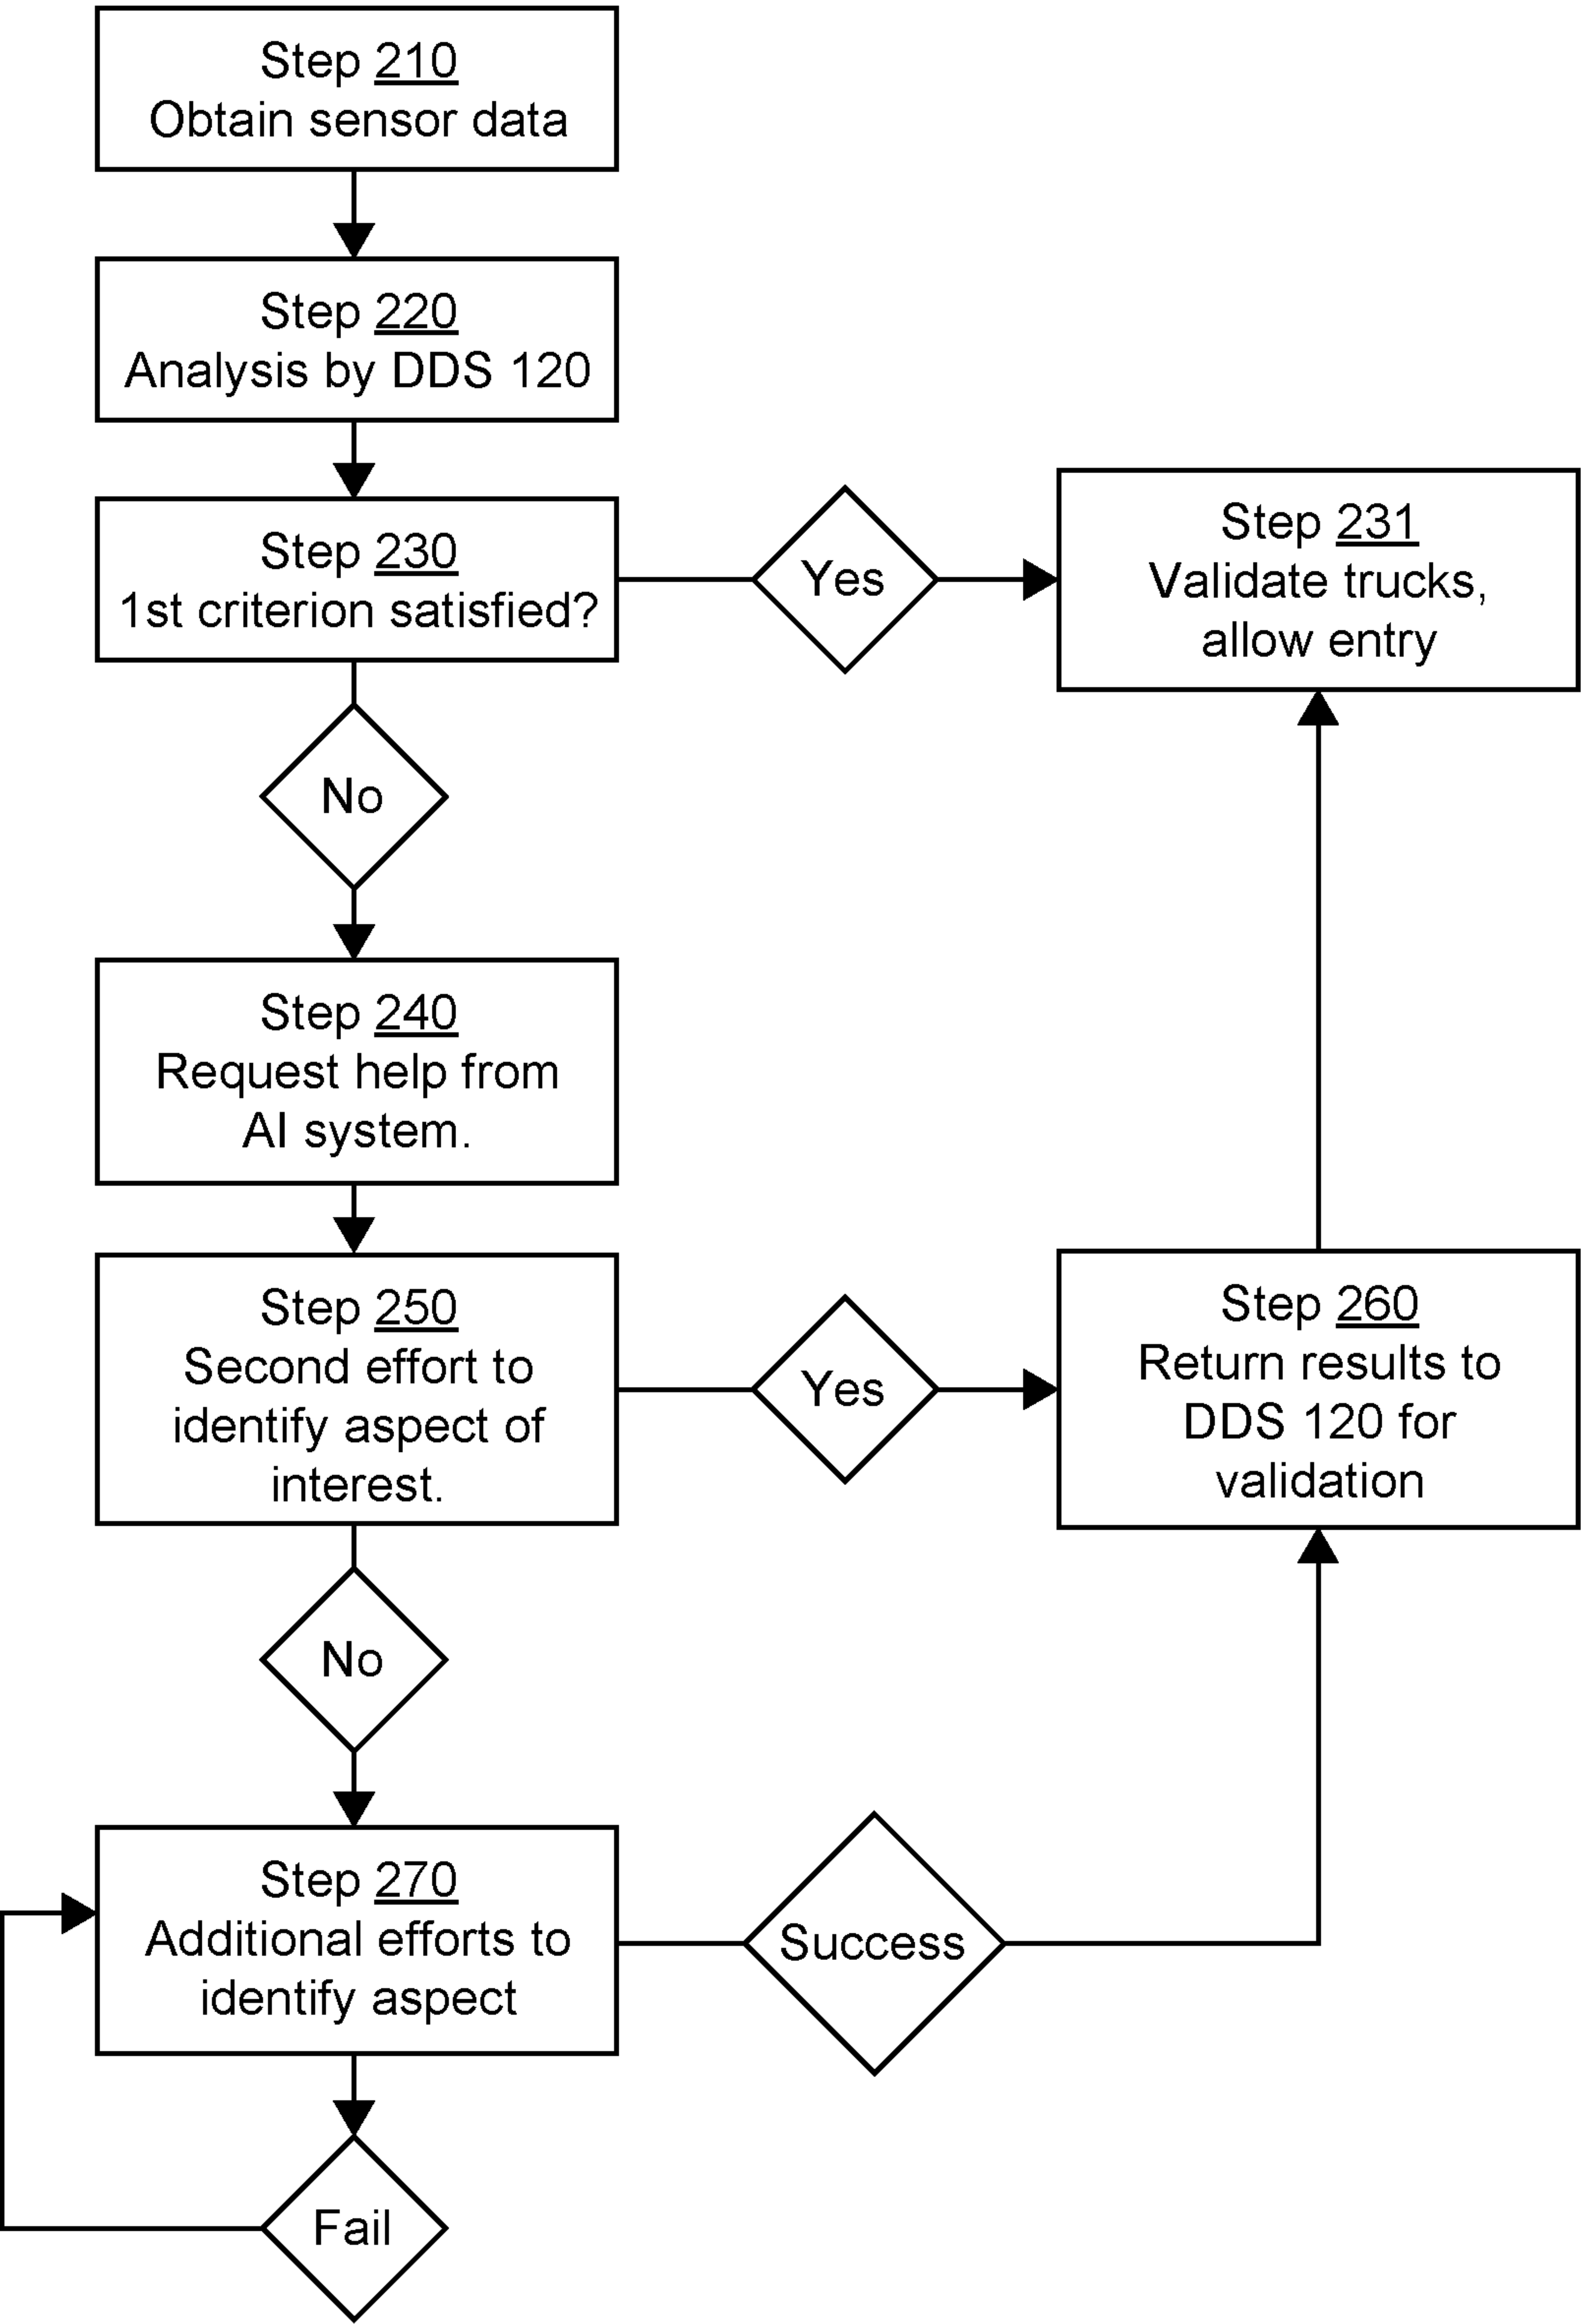 Step 210
Obtain sensor data
Step 220
Analysis by DDS 120
Step 230
1st criterion satisfied?
Yes
Step 231
Validate trucks,
allow entry
No
Step 240
Request help from
AI system.
Step 250
Second effort to
identify aspect of
interest.
Yes
Step 260
Return results to
DDS 120 for
validation
No
Step 270
Additional efforts to
identify aspect
Success
Fail